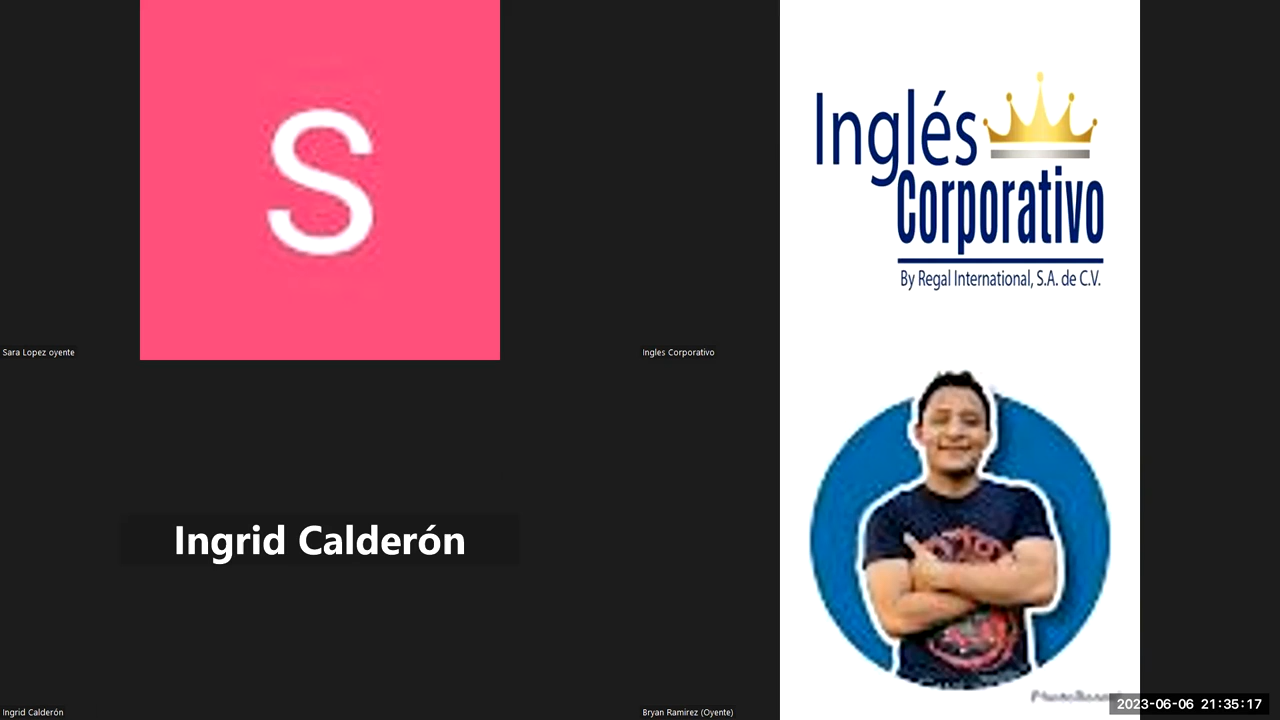 S
Sara Lopez oyente
Inglés
Corporativo
By Regal International, S.A. de C.V.
Ingles Corporativo
Ingrid Calderón
Ingrid Calderón
Bryan Ramirez (Oyente)
2023-06-06 21:35:17